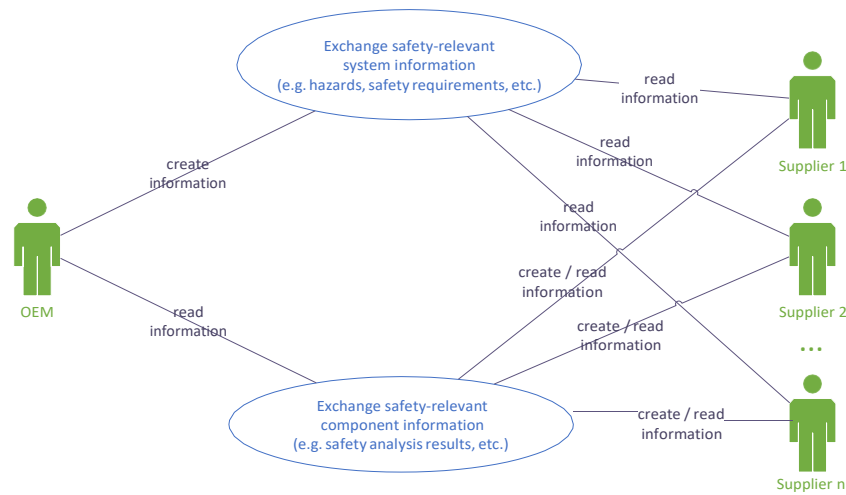 Exchange safety-relevant
system information
(e.g. hazards, safety requirements, etc.)
read
information
Supplier 1
create
information
read
information
read
information
OEM
read
information
create / read
information
Supplier 2
...
create / read
information
Exchange safety-relevant
component information
(e.g. safety analysis results, etc.)
create / read
information
Supplier n